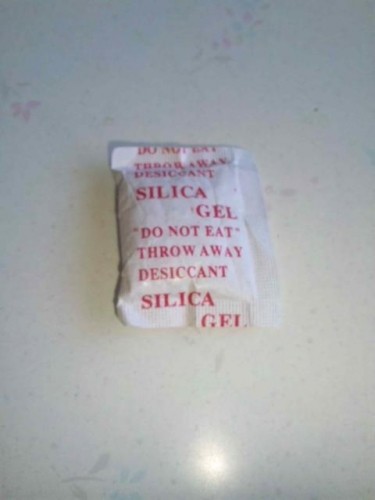 DO NOT EAT
THROW AWAY
DESICCANT
SILICA
GEL
"DO NOT EAT"
THROW AWAY
DESICCANT
SILICA
GEL